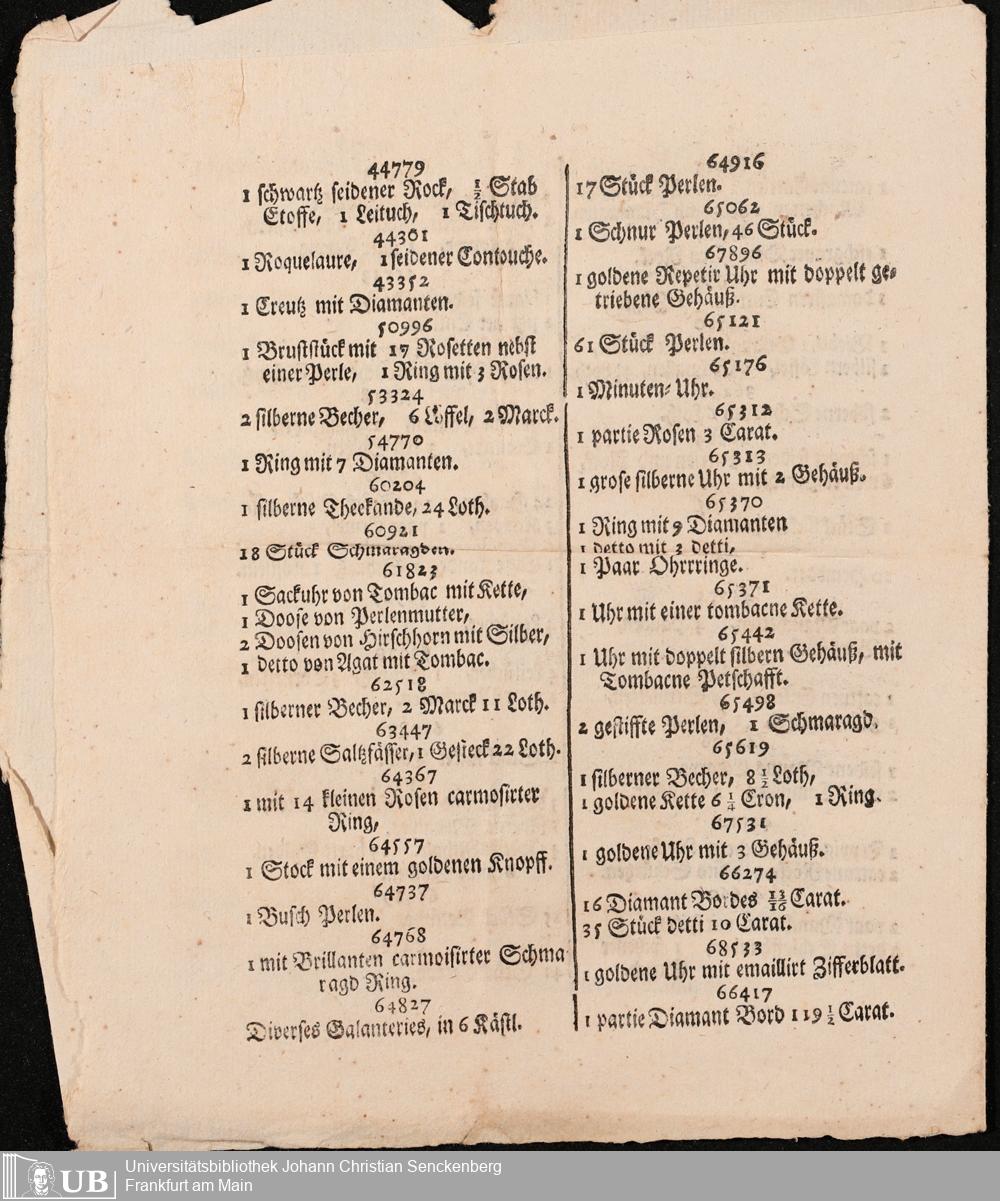 44779
1 schwartz seidener Rock, ½ Stab
Etoffe, 1 Leituch, 1 Tischtuch.
44301
1 Roquelaure, 1 seidener Contouche.
43352
1 Creutz mit Diamanten.
50996
1 Bruststück mit 17 Rosetten nebst
einer Perle, 1 Ring mit 3 Rosen.
53324
2 silberne Becher, 6 Löffel, 2 Marck.
54770
1 Ring mit 7 Diamanten.
60204
1 silberne Theekande, 24 Loth.
60921
18 Stück Schmaragden.
61823
1 Sackuhr von Tombac mit Kette,
1 Doose von Perlenmutter,
2 Doosen von Hirschhorn mit Silber,
1 detto von Agat mit Tombac.
62518
1 silberner Becher, 2 Marck 11 Loth.
63447
2 silberne Saltzfässer, 1 Gesteck 22 Loth.
64367
1 mit 14 kleinen Rosen carmosirter
Ring,
64557
1 Stock mit einem goldenen Knopff.
64737
1 Busch Perlen.
64768
1 mit Brillanten carmoisirter Schma
ragd Ring.
64827
Diverses Galanteries, in 6 Kästl.
64916
17 Stück Perlen.
65062
1 Schnur Perlen, 46 Stück.
67896
1 goldene Repetir Uhr mit doppelt ge-
triebene Gehäuß.
65121
61 Stück Perlen.
65176
1 Minuten-Uhr.
65312
1 partie Rosen 3 Carat.
65313
1 grose silberne Uhr mit 2 Gehäuß.
65370
1 Ring mit 9 Diamanten
1 detto mit 3 detti,
1 Paar Ohrrringe.
65371
1 Uhr mit einer tombacne Kette.
65442
1 Uhr mit doppelt silbern Gehäuß, mit
Tombacne Petschafft.
65498
2 gestiffte Perlen, 1 Schmaragd.
65619
1 silberner Becher, 8 ½ Loth,
1 goldene Kette 6 ¼ Cron, 1 Ring.
67531
1 goldene Uhr mit 3 Gehäuß.
66274
16 Diamant Bordes 13/16 Carat.
35 Stück detti 10 Carat.
68533
1 goldene Uhr mit emaillirt Zifferblatt.
66417
1 partie Diamant Bord 119 ½ Carat.
UB
Universitätsbibliothek Johann Christian Senckenberg
Frankfurt am Main